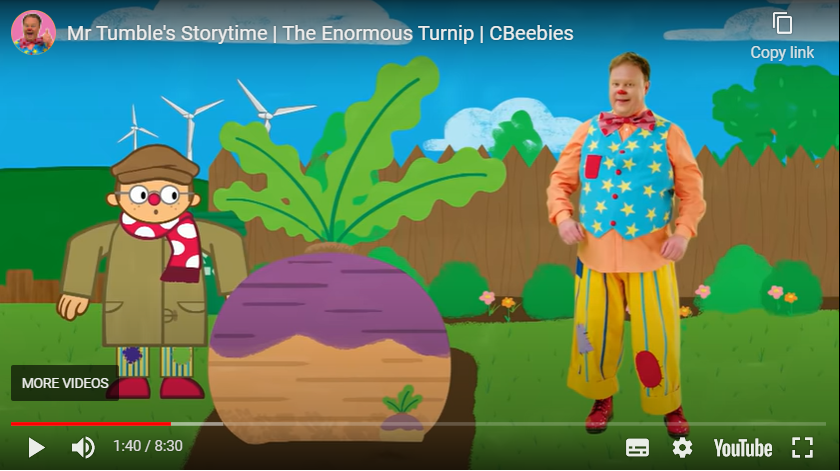 Mr Tumble's Storytime | The Enormous Turnip | CBeebies
Copy link
MORE VIDEOS
1:40 / 8:30
YouTube